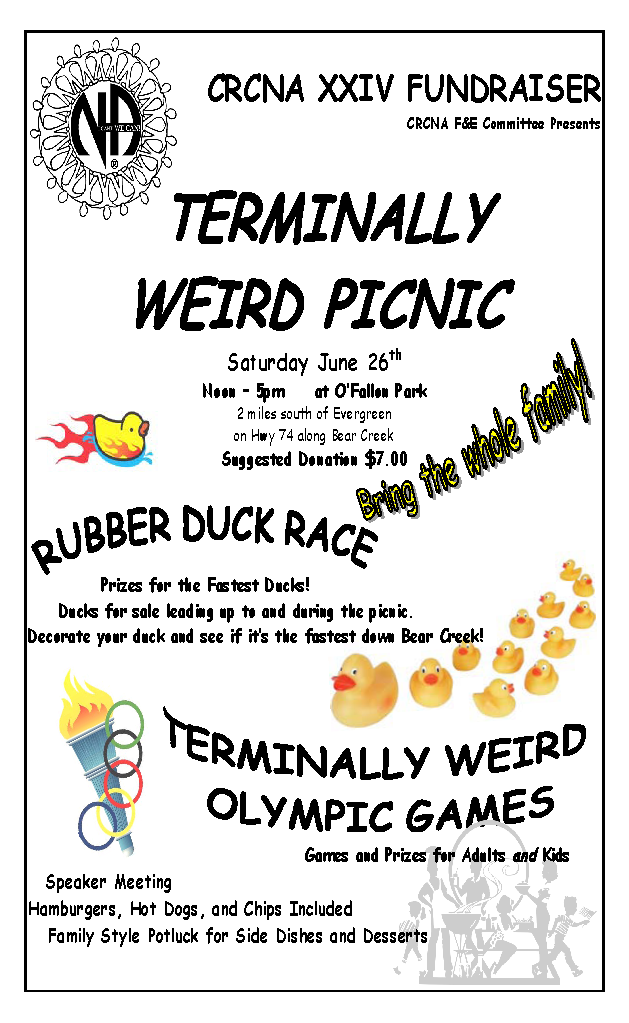 CRCNA XXIV FUNDRAISER
CRCNA F&E Committee Presents
NA
CAN'T WE CAN!
®
TERMINALLY
WEIRD PICNIC
Saturday June 26th
Noon - 5pm at O'Fallon Park
2 miles south of Evergreen
on Hwy 74 along Bear Creek
Suggested Donation $7.00
Bring the whole family!
RUBBER DUCK RACE
Prizes for the Fastest Ducks!
Ducks for sale leading up to and during the picnic.
Decorate your duck and see if it's the fastest down Bear Creek!
TERMINALLY WEIRD
OLYMPIC GAMES
Games and Prizes for Adults and Kids
Speaker Meeting
Hamburgers, Hot Dogs, and Chips Included
Family Style Potluck for Side Dishes and Desserts